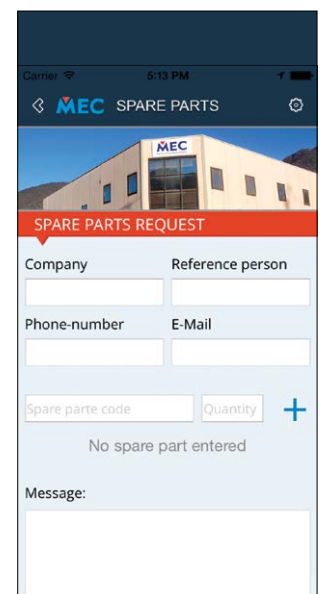 Carrier 5:13 PM
MEC SPARE PARTS
MEC
SPARE PARTS REQUEST
Company Reference person
Phone-number E-Mail
Spare parte code Quantity +
No spare part entered
Message: